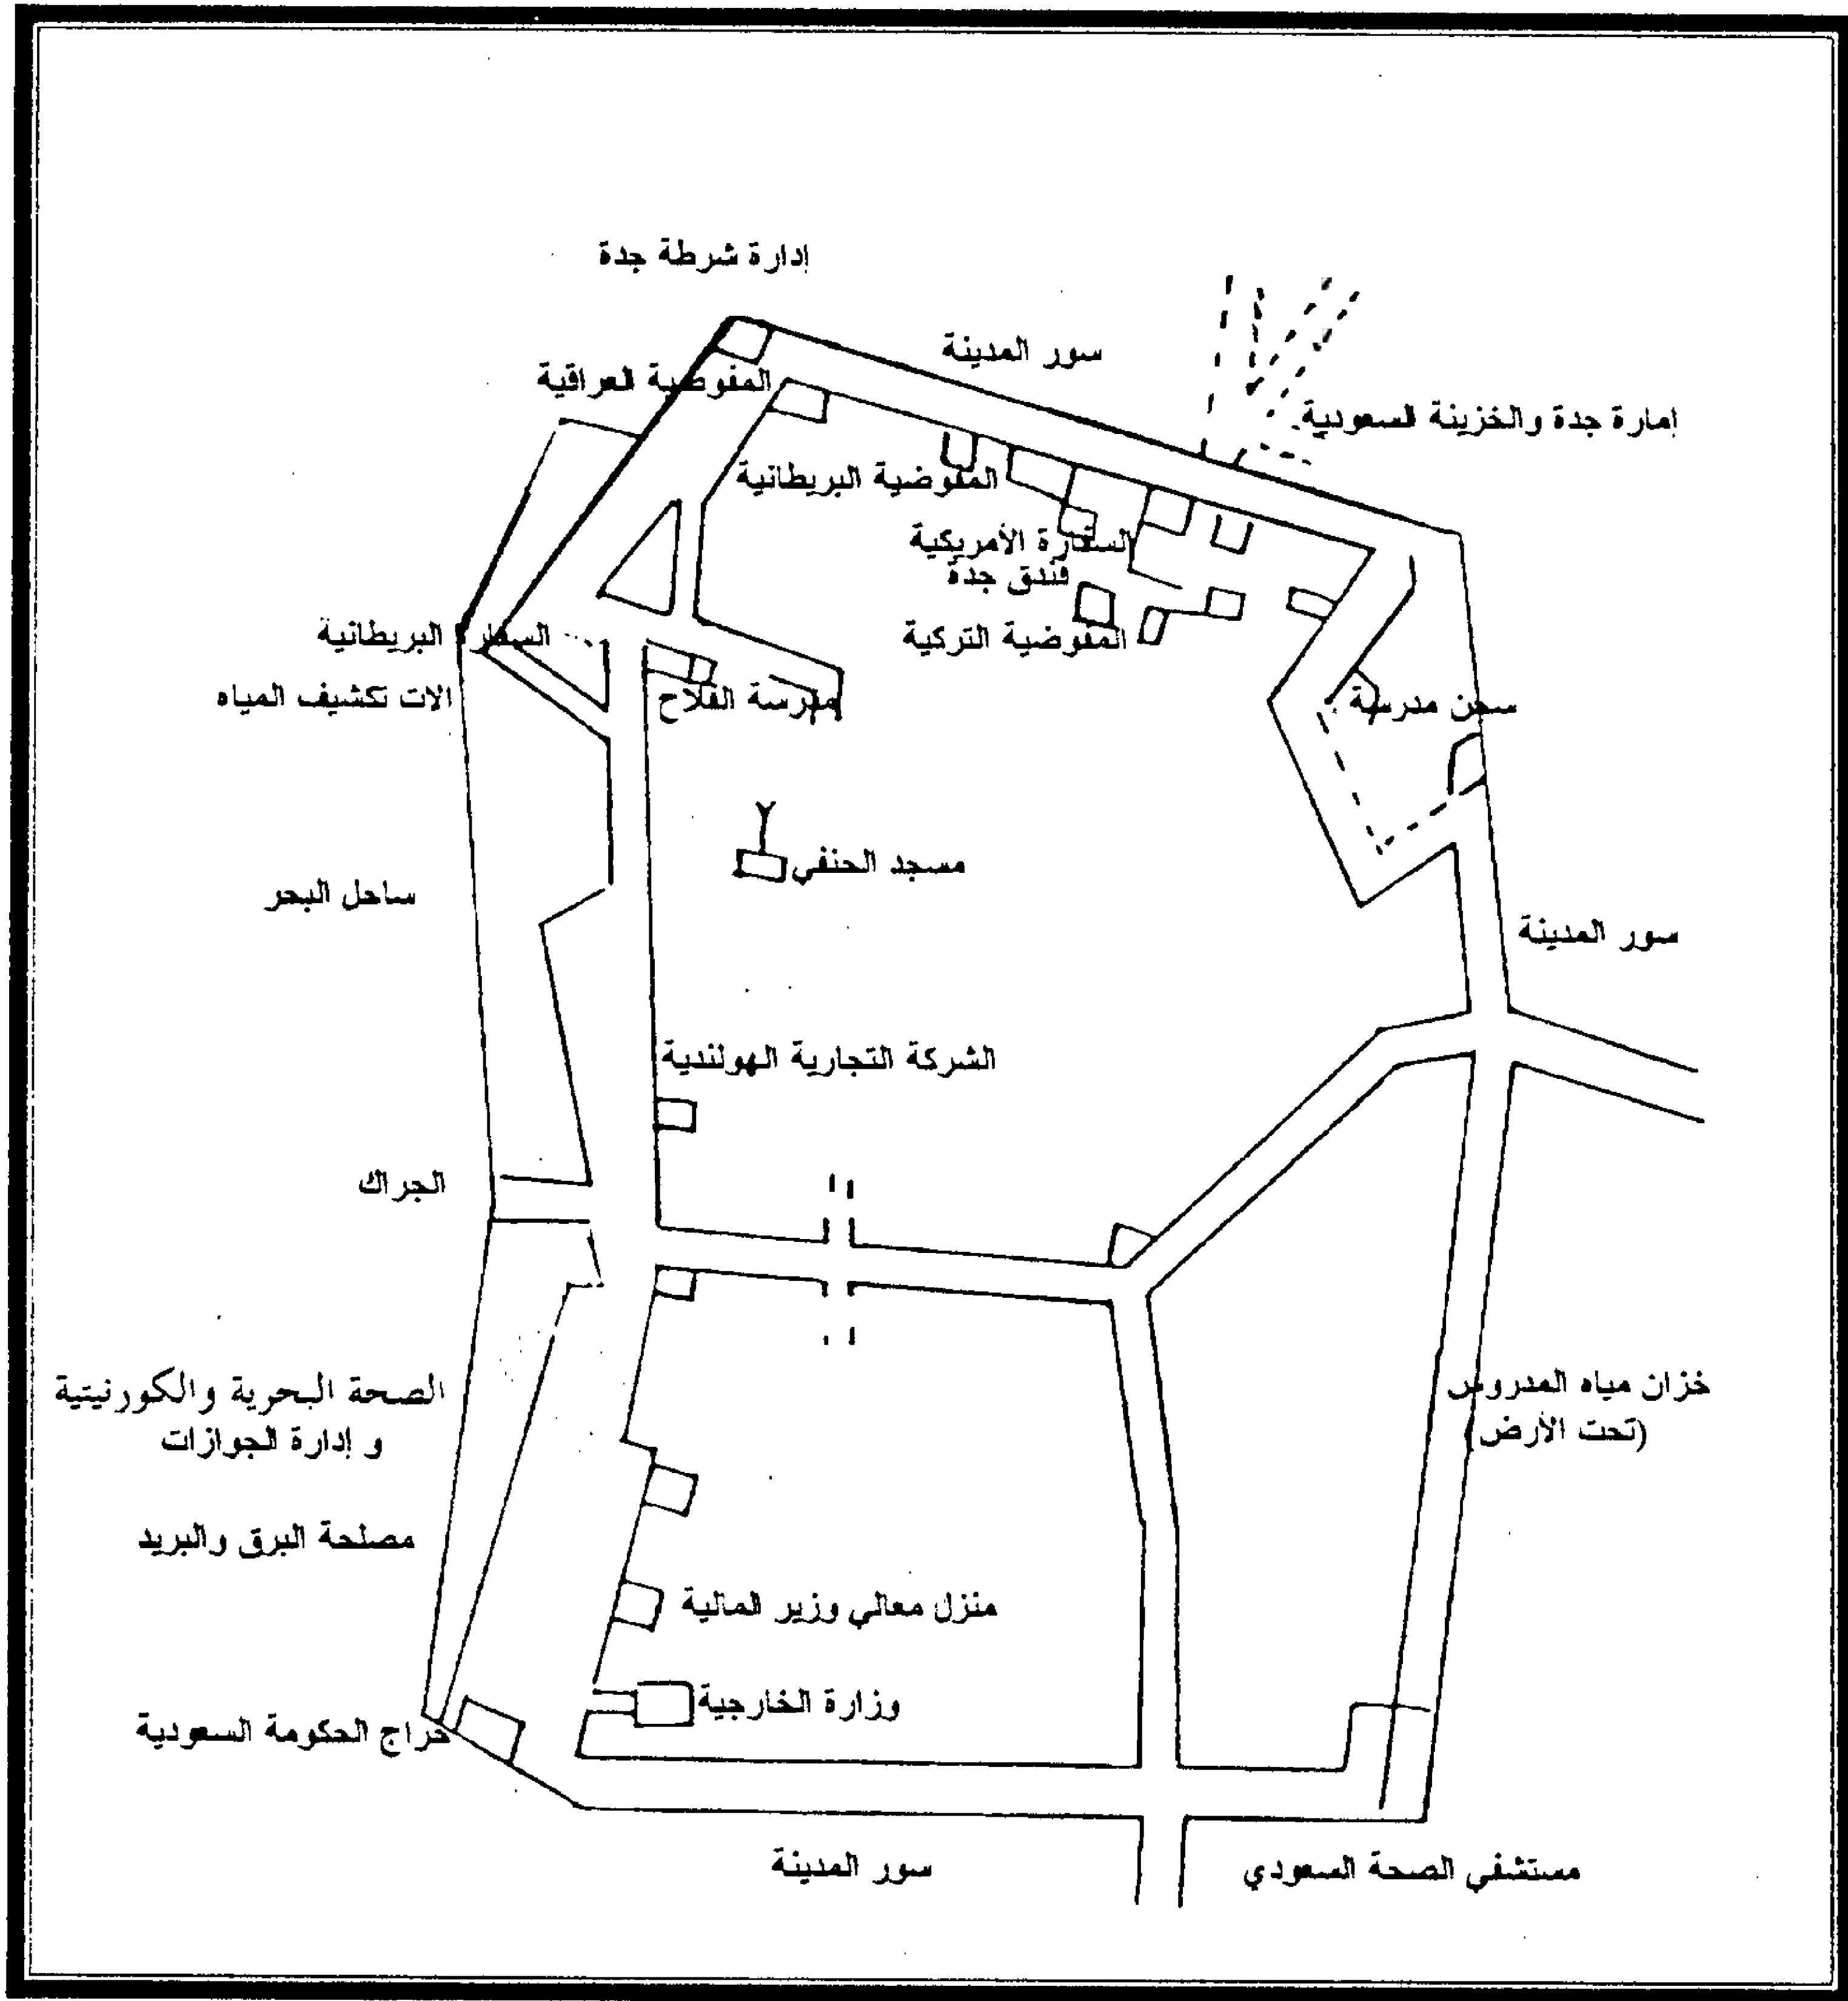 إدارة شرطة جدة
سور المدينة
المفوضية العراقية
إمارة جدة والخزينة السعودية
المفوضية البريطانية
السفارة الأمريكية
فندق جدة
السفارة البريطانية
المفوضية التركية
الات تكشيف المياه
مدرسة الفلاح
سجن مدرسة
مسجد الحنفي
ساحل البحر
سور المدينة
الشركة التجارية الهولندية
الجراك
الصحة البحرية والكورنيتية
و إدارة الجوازات
خزان مياه المدروس
(تحت الأرض)
مصلحة البرق والبريد
منزل معالي وزير المالية
وزارة الخارجية
حراج الحكومة السعودية
سور المدينة
مستشفي الصحة السعودي